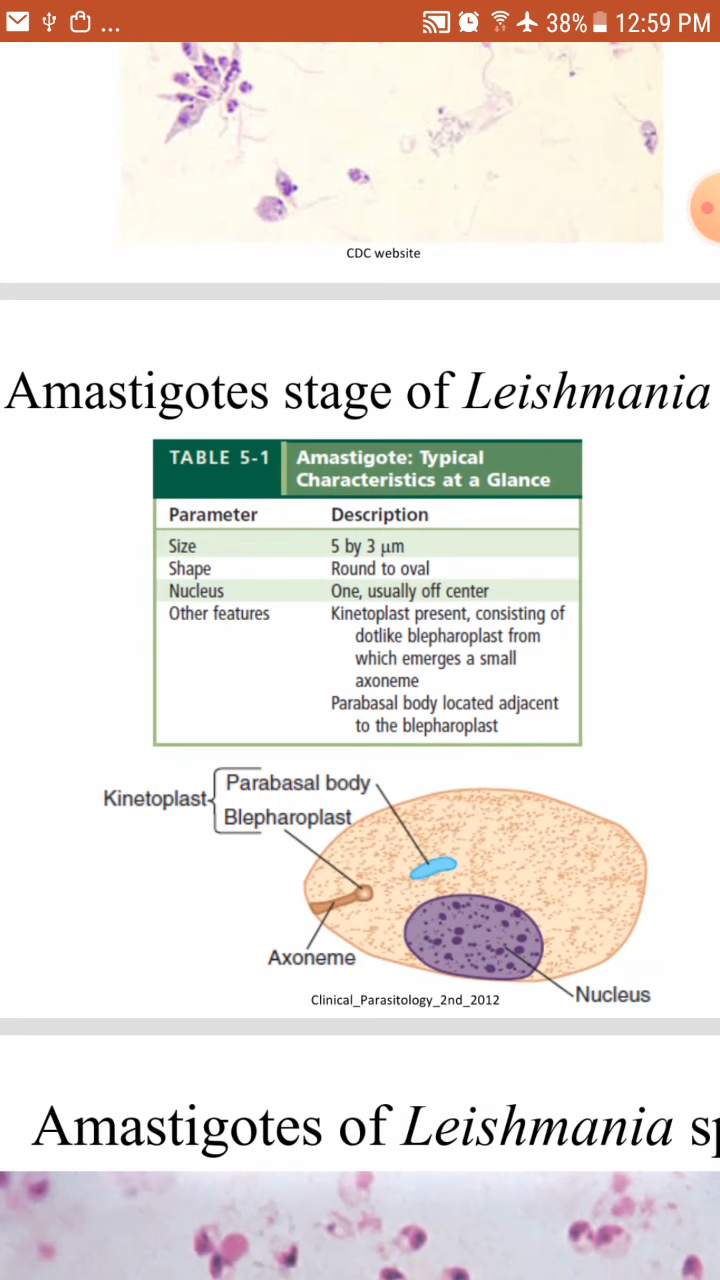 ... 38% 12:59 PM
CDC website
Amastigotes stage of Leishmania
TABLE 5-1 Amastigote: Typical
Characteristics at a Glance
Parameter Description
Size 5 by 3 µm
Shape Round to oval
Nucleus One, usually off center
Other features Kinetoplast present, consisting of
dotlike blepharoplast from
which emerges a small
axoneme
Parabasal body located adjacent
to the blepharoplast
Parabasal body
Kinetoplast
Blepharoplast
Axoneme
Nucleus
Clinical_Parasitology_2nd_2012
Amastigotes of Leishmania sp